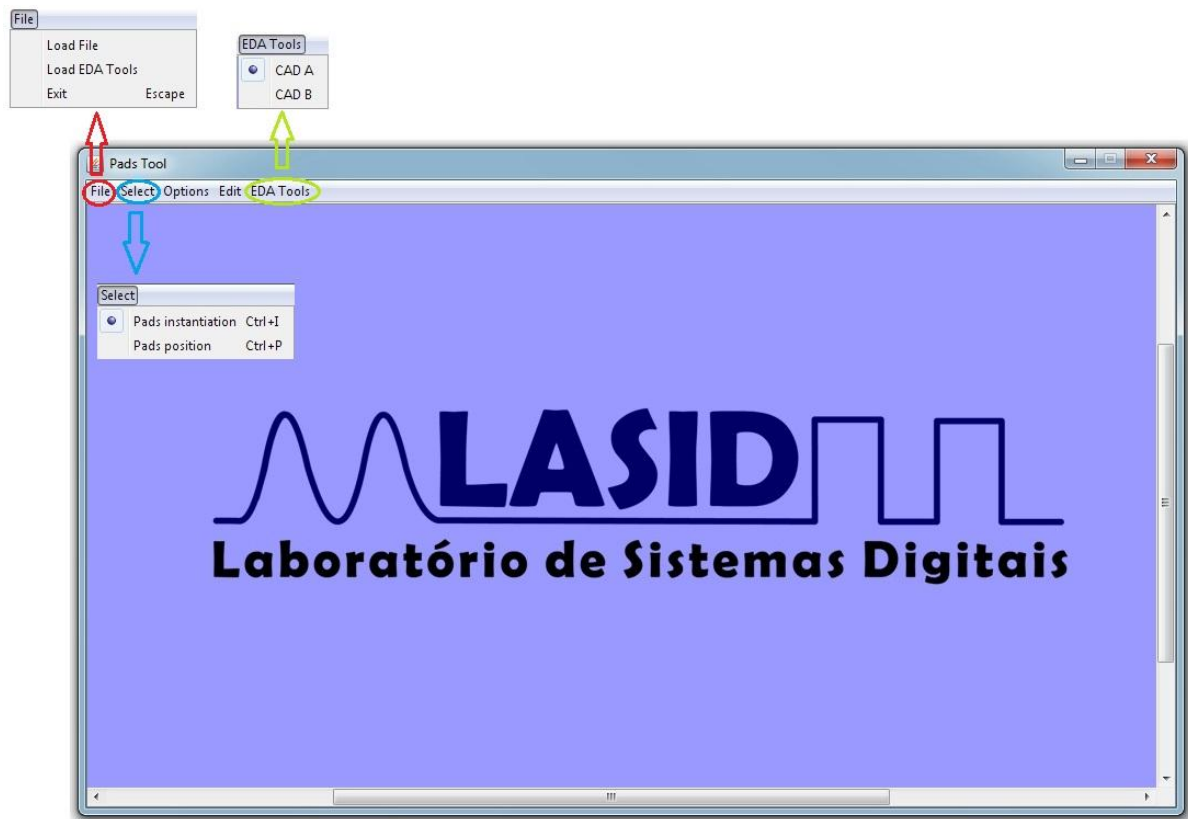 File
Load File
Load EDA Tools
Exit Escape
EDA Tools
CAD A
CAD B
Pads Tool
File Select Options Edit EDA Tools
Select
Pads instantiation Ctrl+I
Pads position Ctrl+P
LASID
Laboratório de Sistemas Digitais